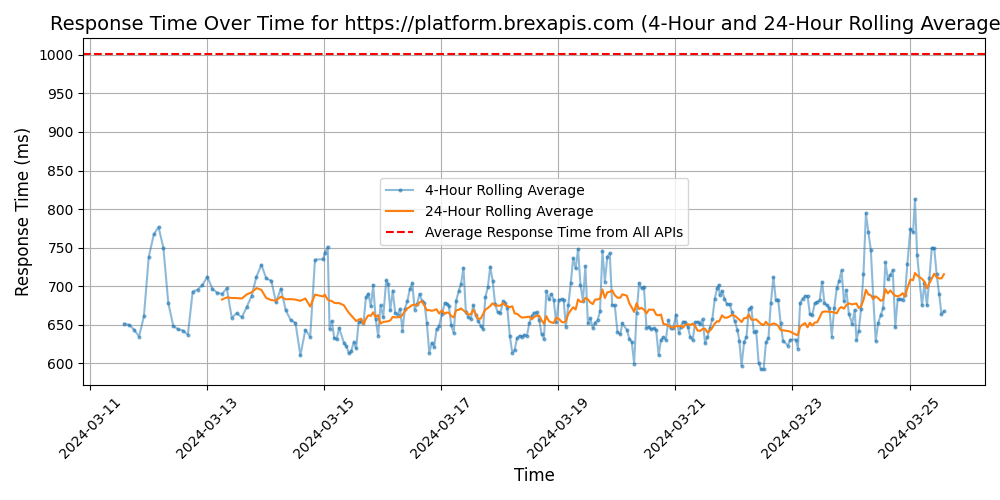 Response Time Over Time for https://platform.brexapis.com (4-Hour and 24-Hour Rolling Average
1000
950
900
850
800
750
700
650
600
Response Time (ms)
4-Hour Rolling Average
24-Hour Rolling Average
Average Response Time from All APIs
2024-03-11
2024-03-13
2024-03-15
2024-03-17
2024-03-19
2024-03-21
2024-03-23
2024-03-25
Time